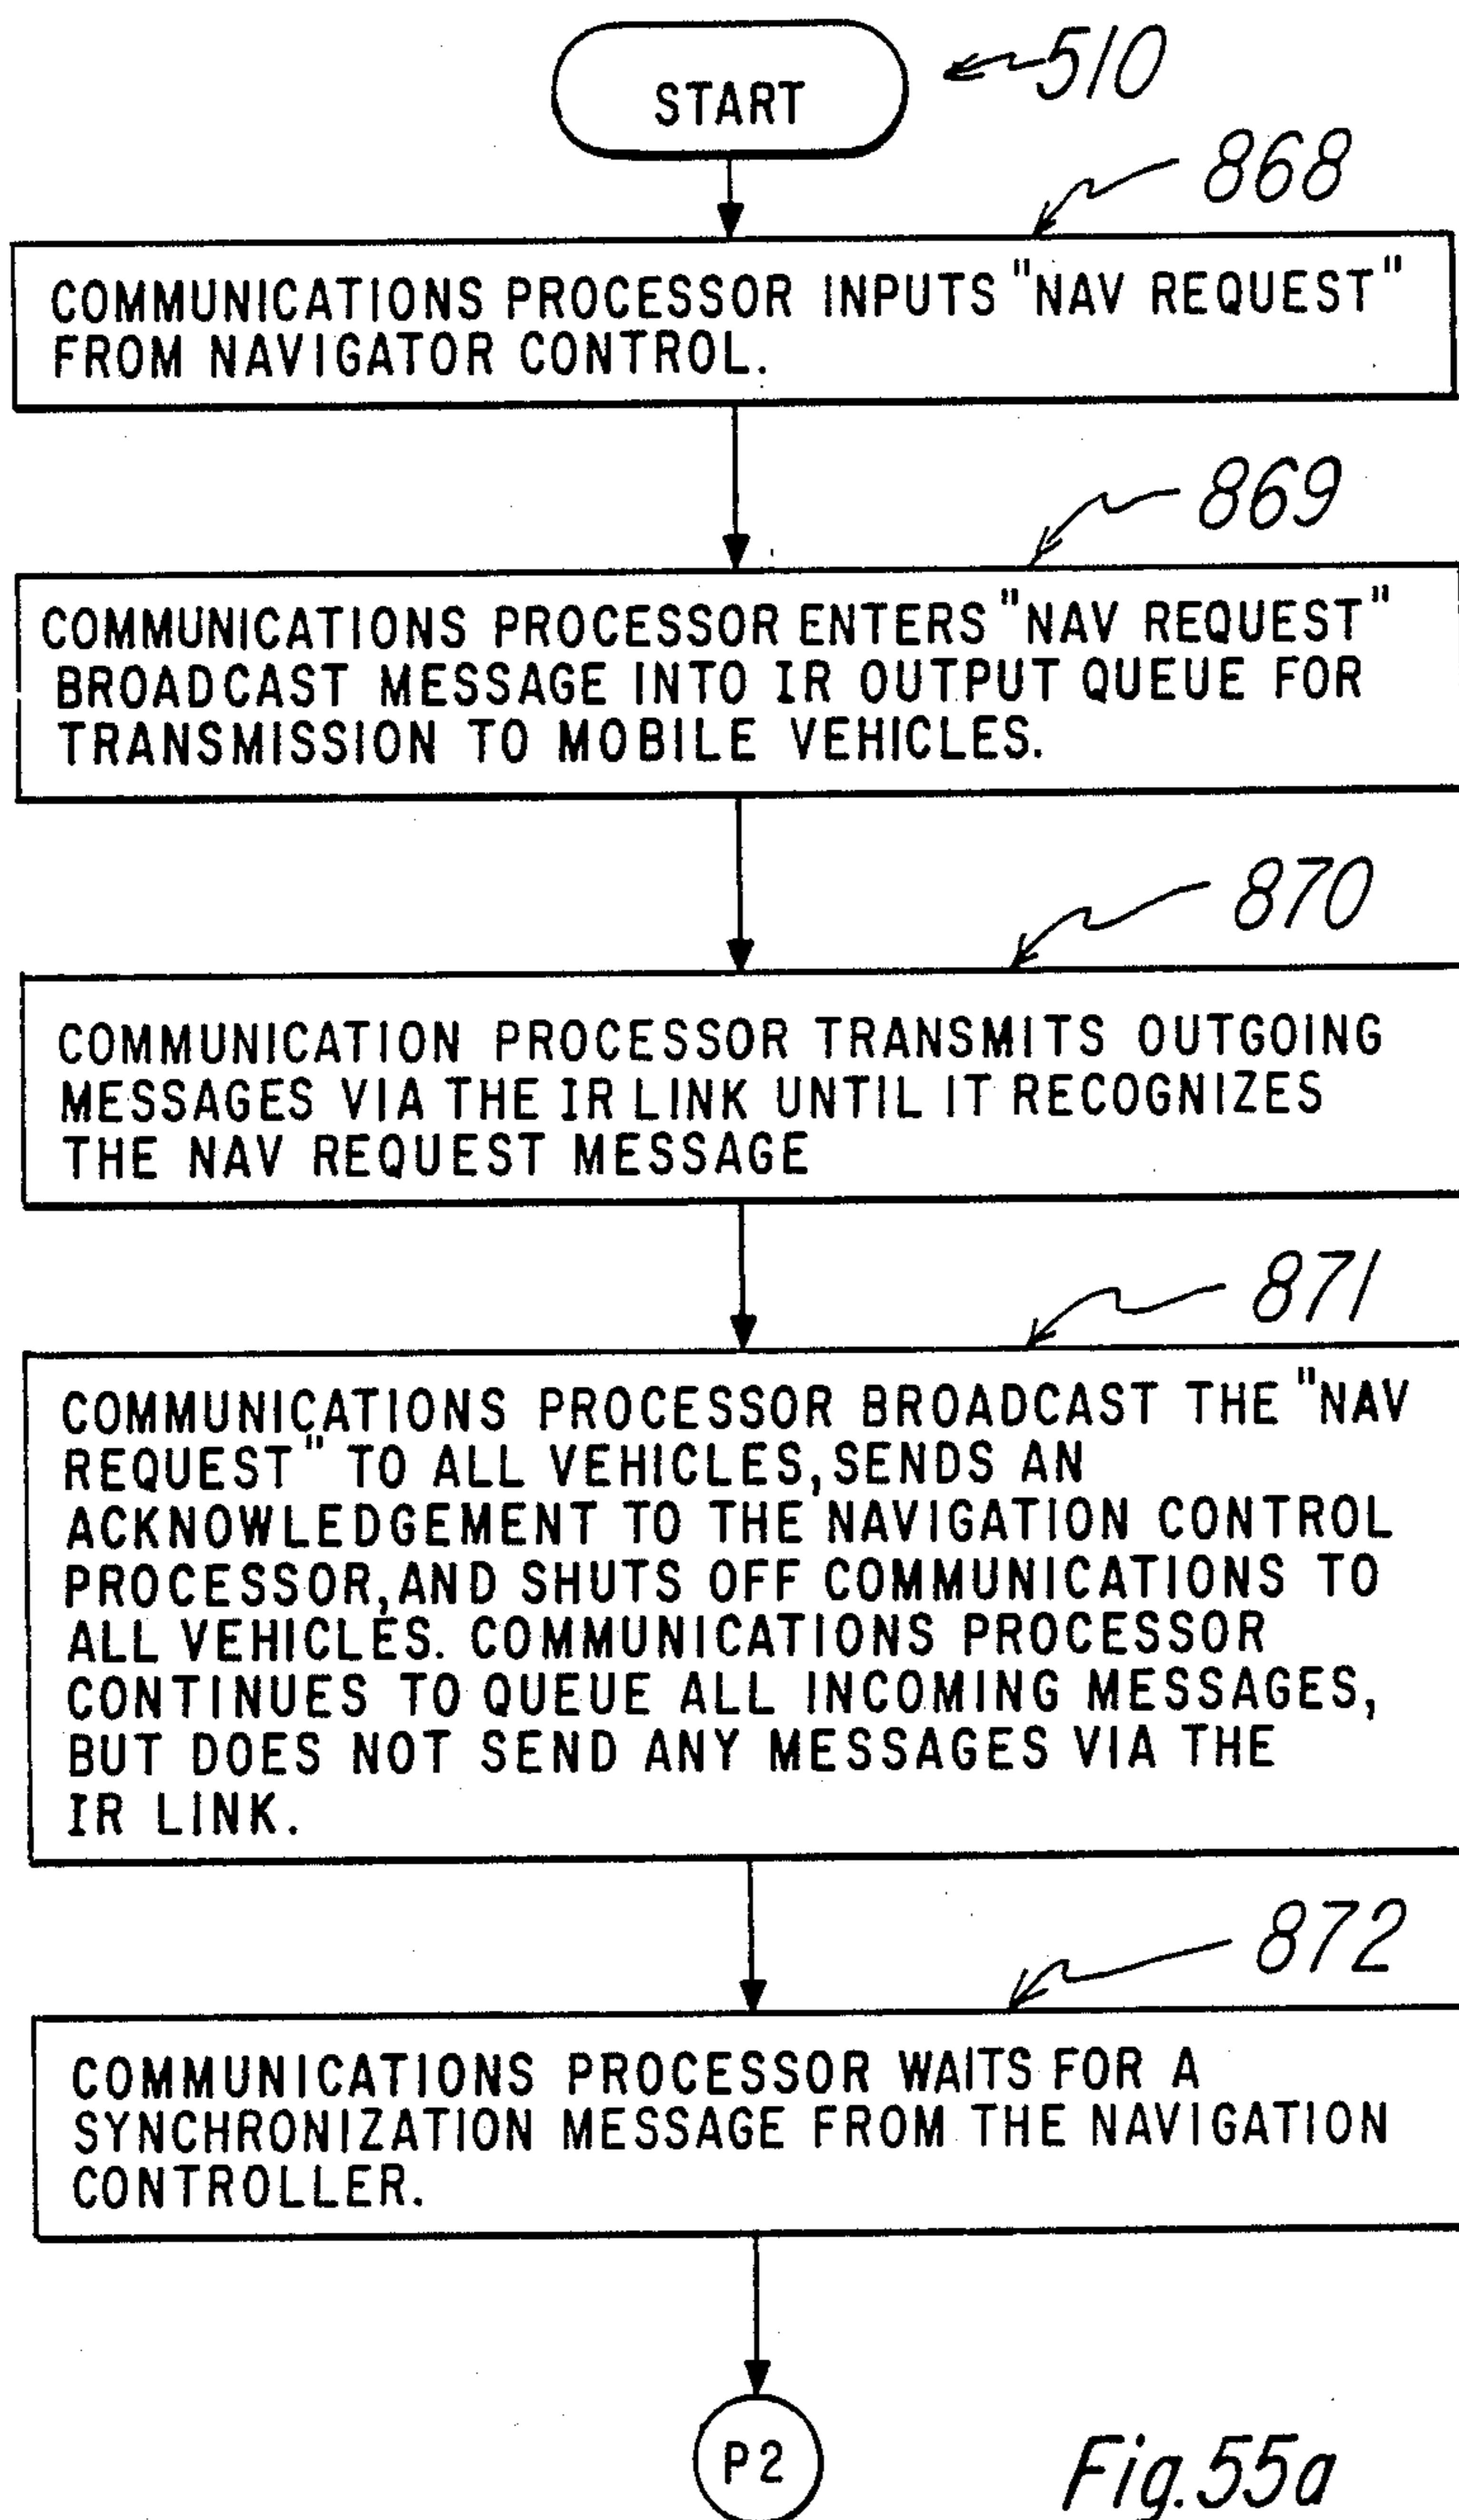 START
510
868
COMMUNICATIONS PROCESSOR INPUTS "NAV REQUEST"
FROM NAVIGATOR CONTROL.
869
COMMUNICATIONS PROCESSOR ENTERS "NAV REQUEST"
BROADCAST MESSAGE INTO IR OUTPUT QUEUE FOR
TRANSMISSION TO MOBILE VEHICLES.
870
COMMUNICATION PROCESSOR TRANSMITS OUTGOING
MESSAGES VIA THE IR LINK UNTIL IT RECOGNIZES
THE NAV REQUEST MESSAGE
871
COMMUNICATIONS PROCESSOR BROADCAST THE "NAV
REQUEST" TO ALL VEHICLES, SENDS AN
ACKNOWLEDGEMENT TO THE NAVIGATION CONTROL
PROCESSOR, AND SHUTS OFF COMMUNICATIONS TO
ALL VEHICLES. COMMUNICATIONS PROCESSOR
CONTINUES TO QUEUE ALL INCOMING MESSAGES,
BUT DOES NOT SEND ANY MESSAGES VIA THE
IR LINK.
872
COMMUNICATIONS PROCESSOR WAITS FOR A
SYNCHRONIZATION MESSAGE FROM THE NAVIGATION
CONTROLLER.
P2
Fig. 55a